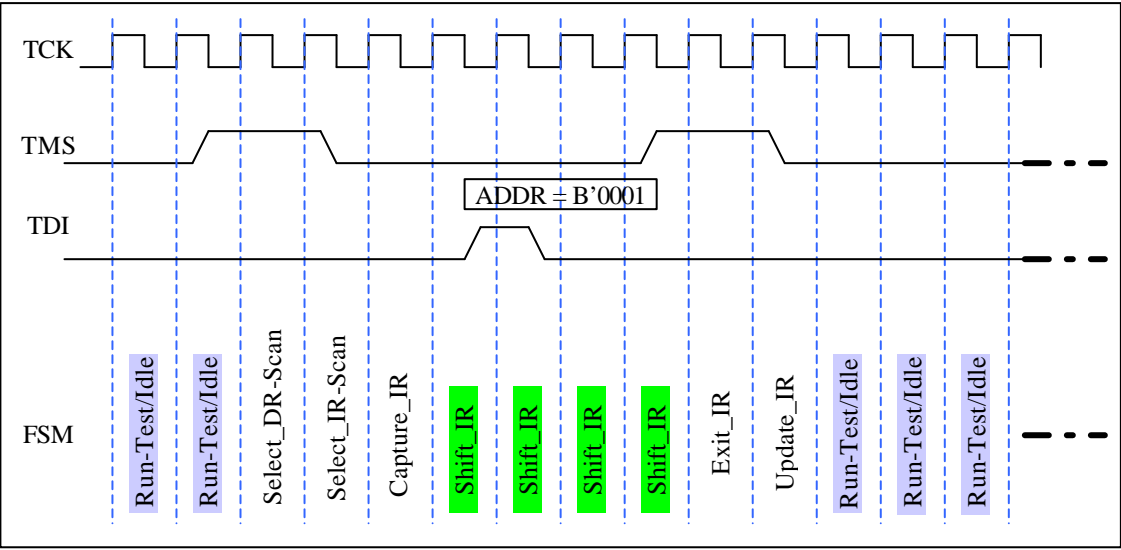 TCK
TMS
ADDR = B’0001
TDI
FSM
Run-Test/Idle
Run-Test/Idle
Select_DR-Scan
Select_IR-Scan
Capture_IR
Shift_IR
Shift_IR
Shift_IR
Shift_IR
Exit_IR
Update_IR
Run-Test/Idle
Run-Test/Idle
Run-Test/Idle